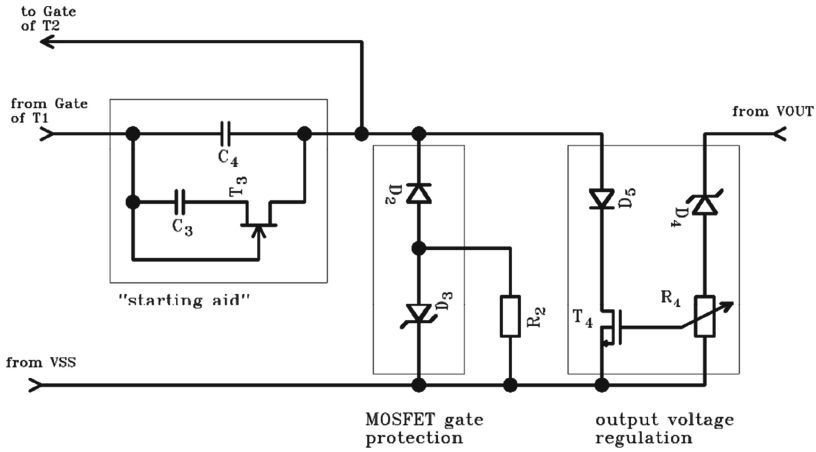 to Gate
of T2
from Gate
of T1
from VOUT
C4
T3
C3
D2
D5
D4
"starting aid"
D3
R2
T4
R4
from VSS
MOSFET gate
protection
output voltage
regulation